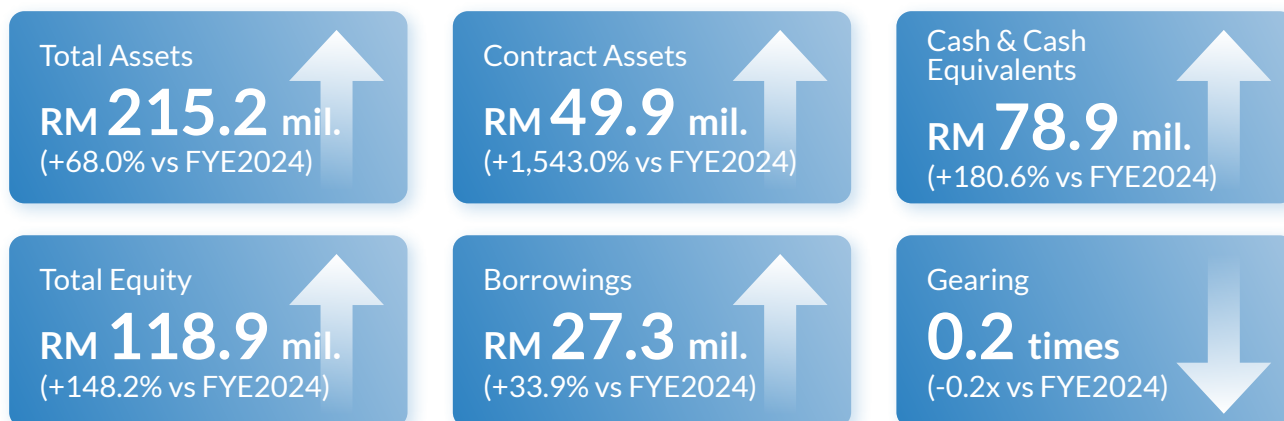 Total Assets
RM 215.2 mil.
(+68.0% vs FYE2024)
Contract Assets
RM 49.9 mil.
(+1,543.0% vs FYE2024)
Cash & Cash
Equivalents
RM 78.9 mil.
(+180.6% vs FYE2024)
Total Equity
RM 118.9 mil.
(+148.2% vs FYE2024)
Borrowings
RM 27.3 mil.
(+33.9% vs FYE2024)
Gearing
0.2 times
(-0.2x vs FYE2024)